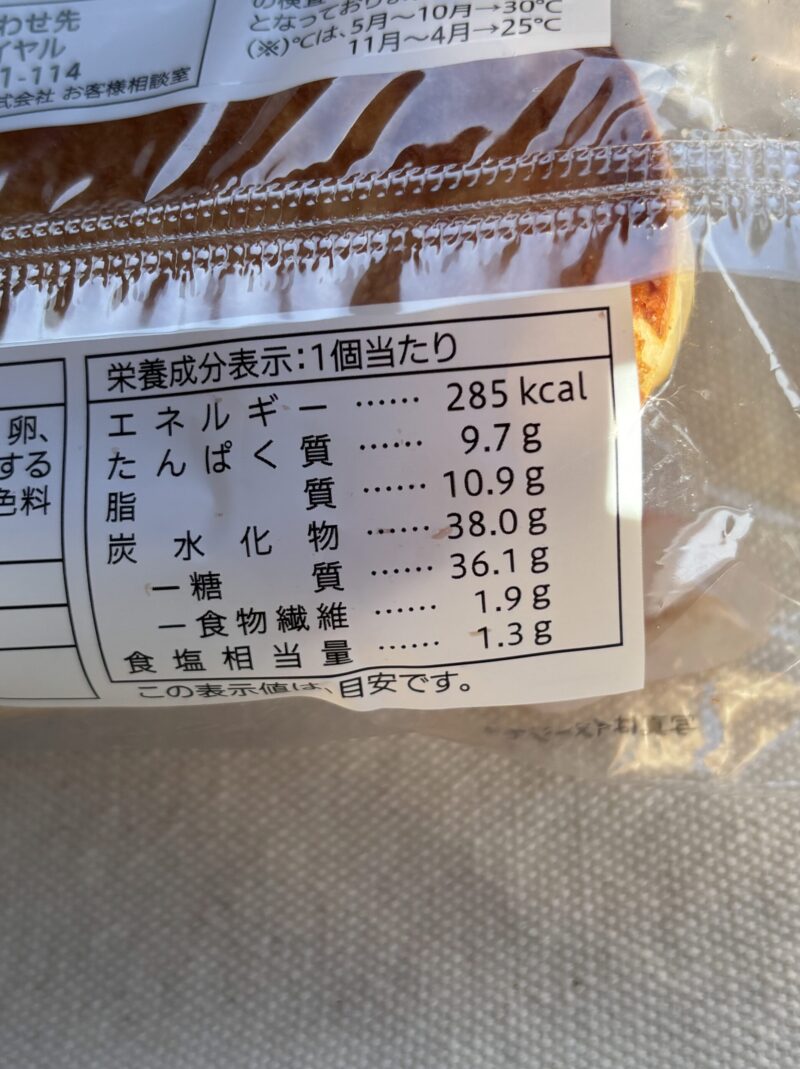 わせ先
イヤル
1-114
式会社 お客様相談室
となっており
(※)℃は、5月～10月→30℃
11月～4月→25℃
卵、
する
色料
栄養成分表示:1個当たり
エネルギー …… 285 kcal
たんぱく質 …… 9.7 g
脂質 …… 10.9 g
炭水化物 …… 38.0 g
－糖質 …… 36.1 g
－食物繊維 …… 1.9 g
食塩相当量 …… 1.3 g
この表示値は、目安です。